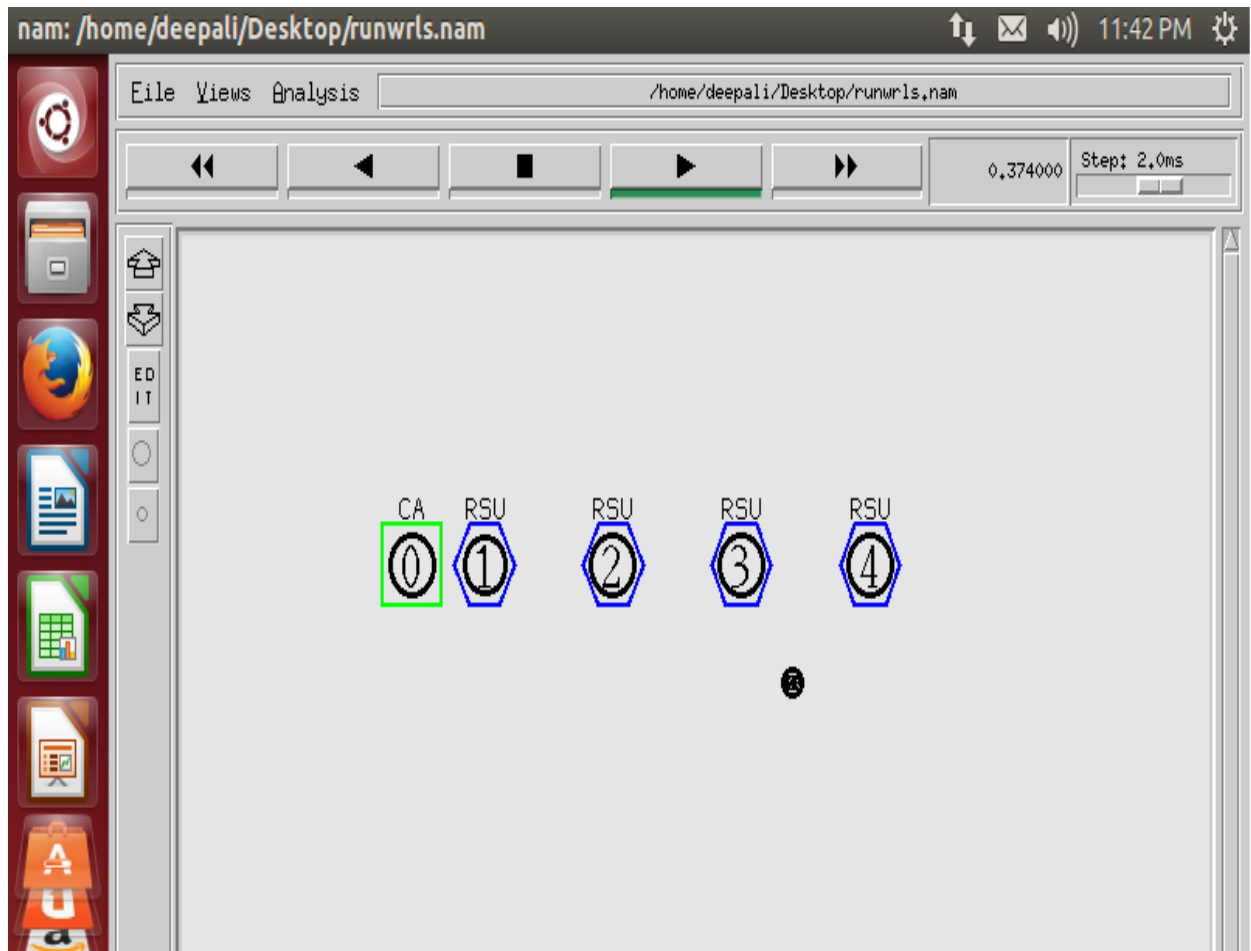 nam: /home/deepali/Desktop/runwrls.nam 11:42 PM
Eile Views Analysis /home/deepali/Desktop/runwrls.nam
0.374000 Step: 2.0ms
ED
IT
CA RSU RSU RSU RSU
0 1 2 3 4